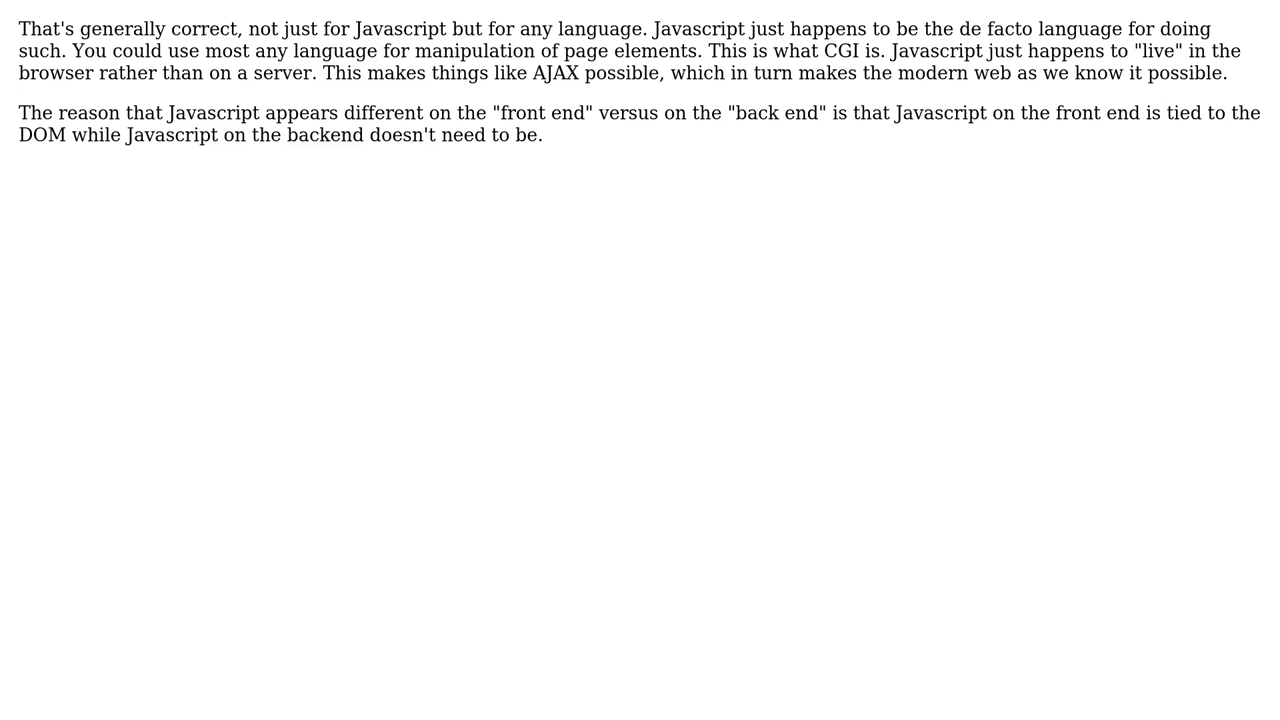 That's generally correct, not just for Javascript but for any language. Javascript just happens to be the de facto language for doing
such. You could use most any language for manipulation of page elements. This is what CGI is. Javascript just happens to "live" in the
browser rather than on a server. This makes things like AJAX possible, which in turn makes the modern web as we know it possible.
The reason that Javascript appears different on the "front end" versus on the "back end" is that Javascript on the front end is tied to the
DOM while Javascript on the backend doesn't need to be.